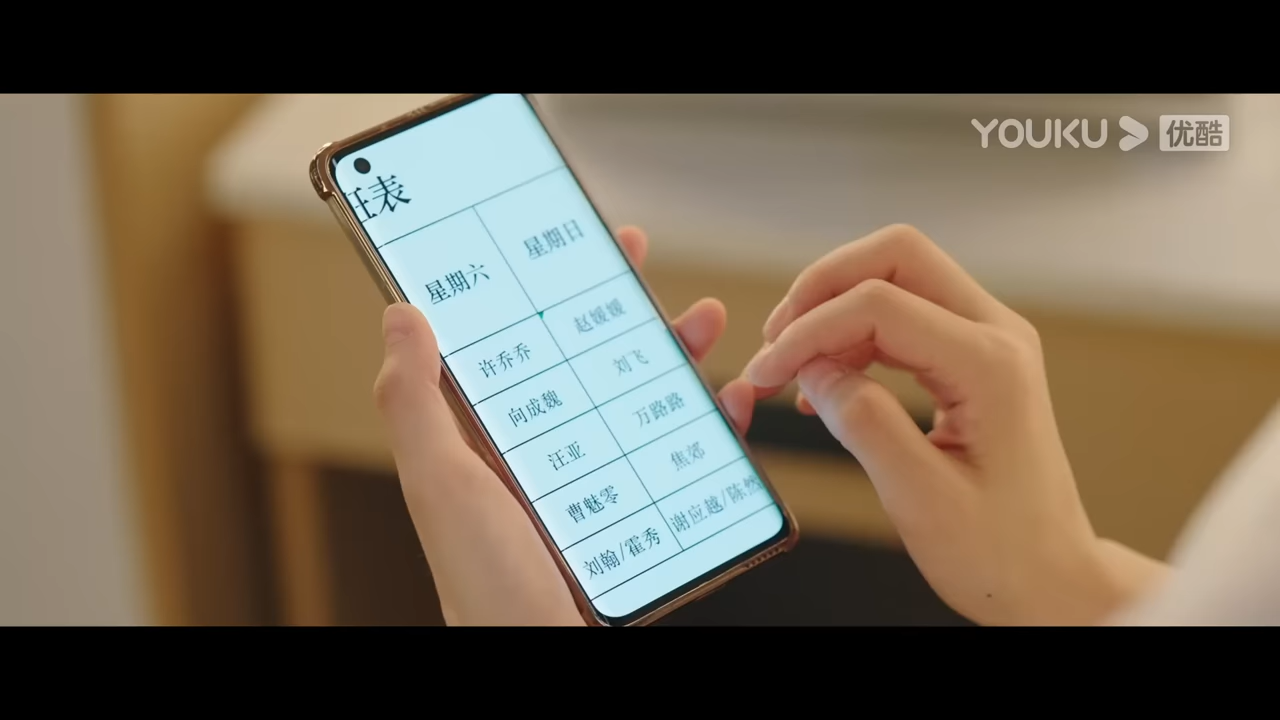 YOUKU 优酷
班表
星期六 星期日
许乔乔 赵媛媛
向成魏 刘飞
汪亚 万路路
曹魅零 焦郊
刘翰/霍秀 谢应越/陈然